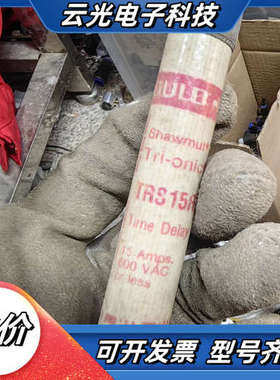 云光电子科技
Shawmut
Tri-onic
TRS15R
Time Delay
15 Amps.
600 VAC
or less
价
可开发票 型号齐